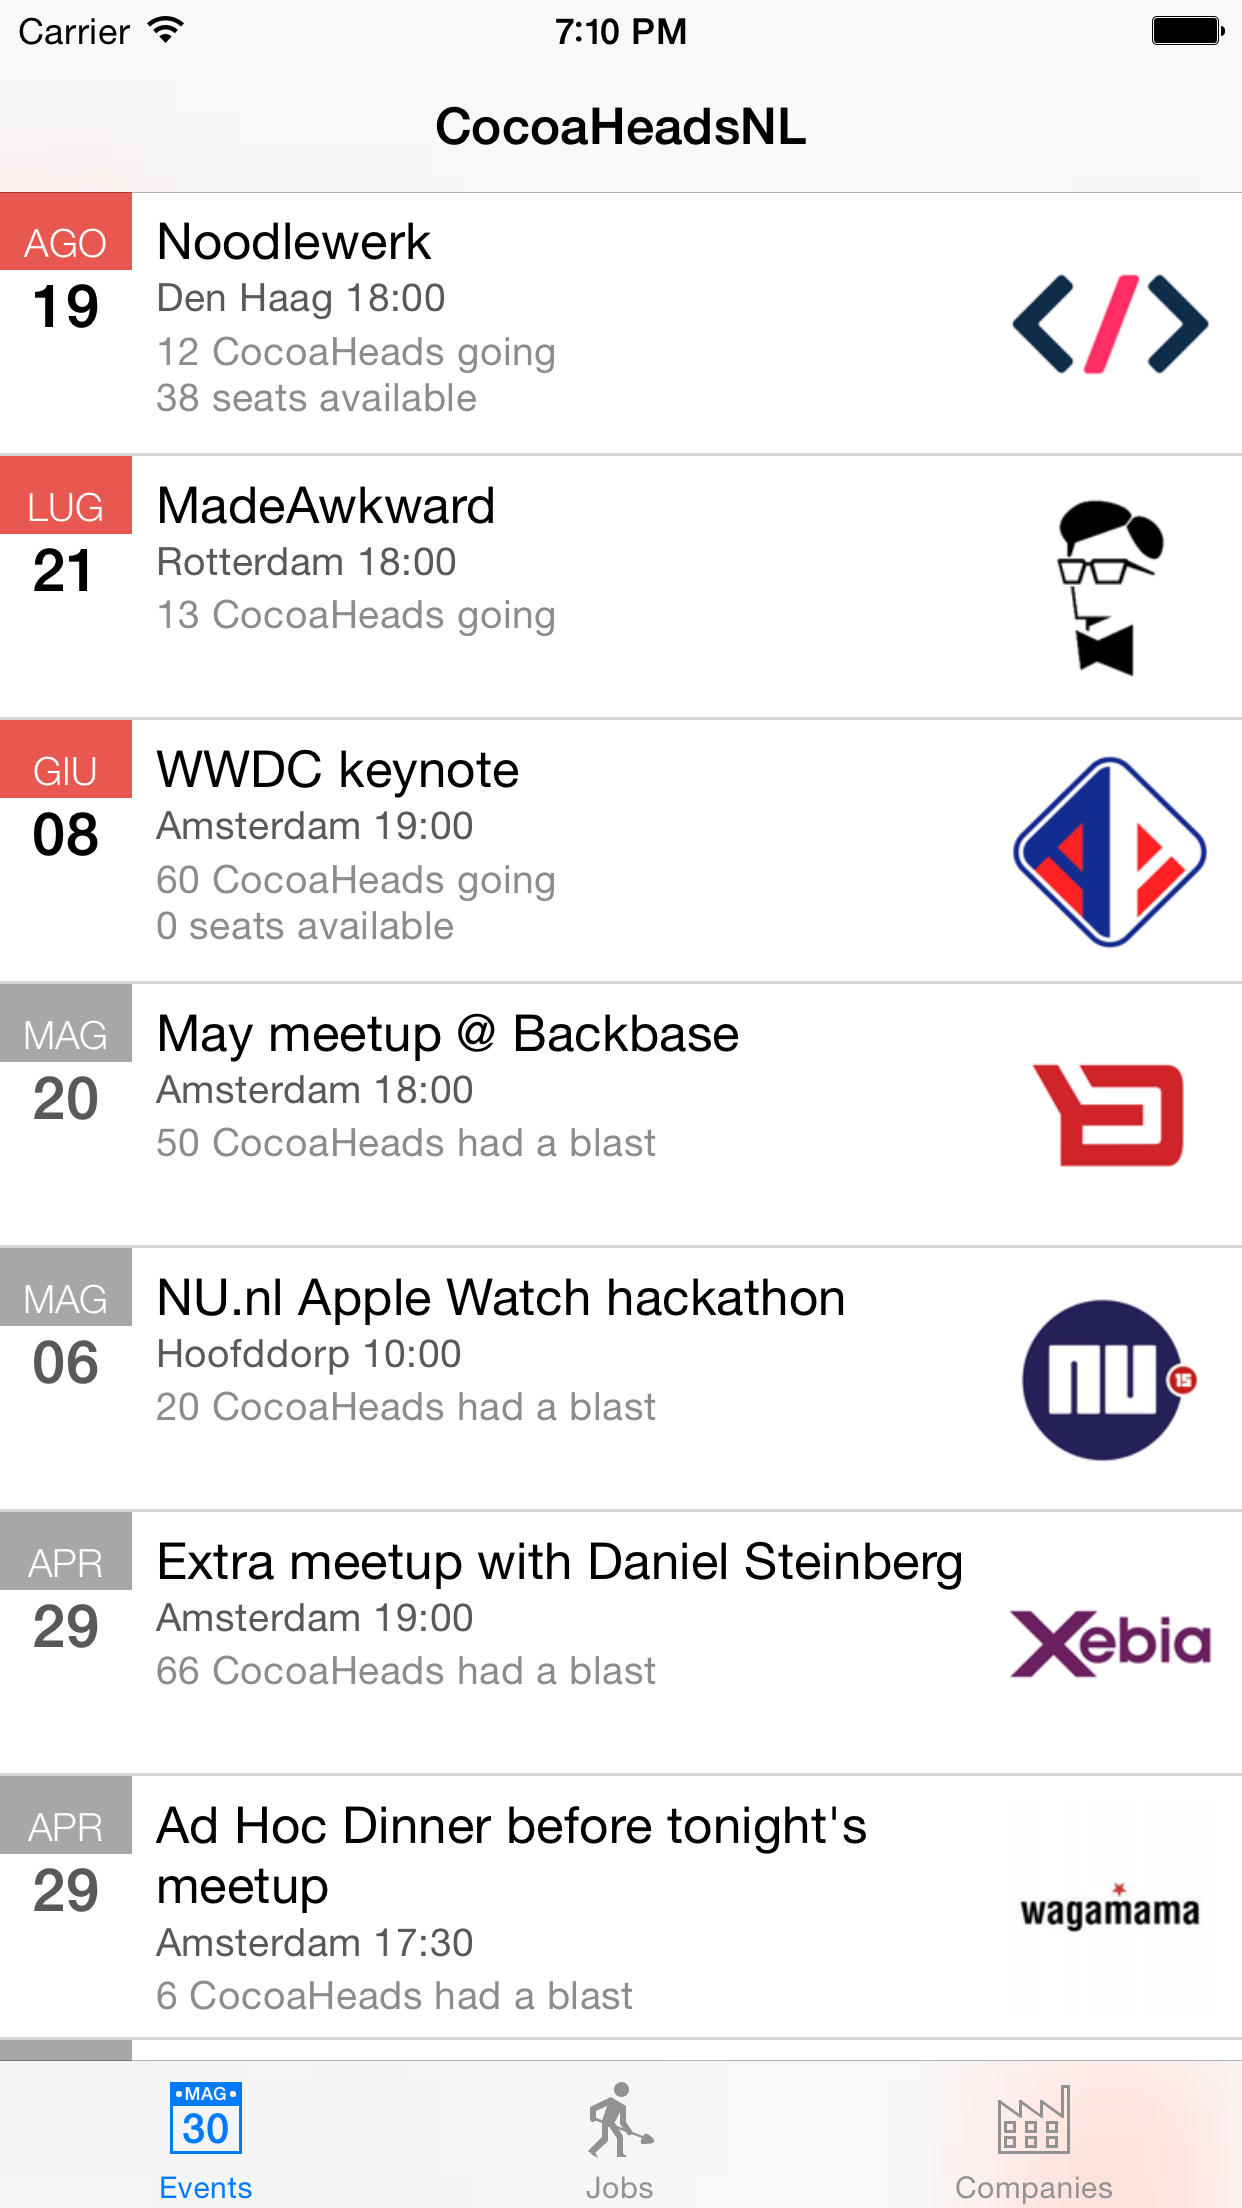 Carrier 7:10 PM
CocoaHeadsNL
AGO
19
Noodlewerk
Den Haag 18:00
12 CocoaHeads going
38 seats available
LUG
21
MadeAwkward
Rotterdam 18:00
13 CocoaHeads going
GIU
08
WWDC keynote
Amsterdam 19:00
60 CocoaHeads going
0 seats available
MAG
20
May meetup @ Backbase
Amsterdam 18:00
50 CocoaHeads had a blast
MAG
06
NU.nl Apple Watch hackathon
Hoofddorp 10:00
20 CocoaHeads had a blast
nu
15
APR
29
Extra meetup with Daniel Steinberg
Amsterdam 19:00
66 CocoaHeads had a blast
Xebia
APR
29
Ad Hoc Dinner before tonight's
meetup
Amsterdam 17:30
6 CocoaHeads had a blast
wagamama
MAG
30
Events
Jobs
Companies